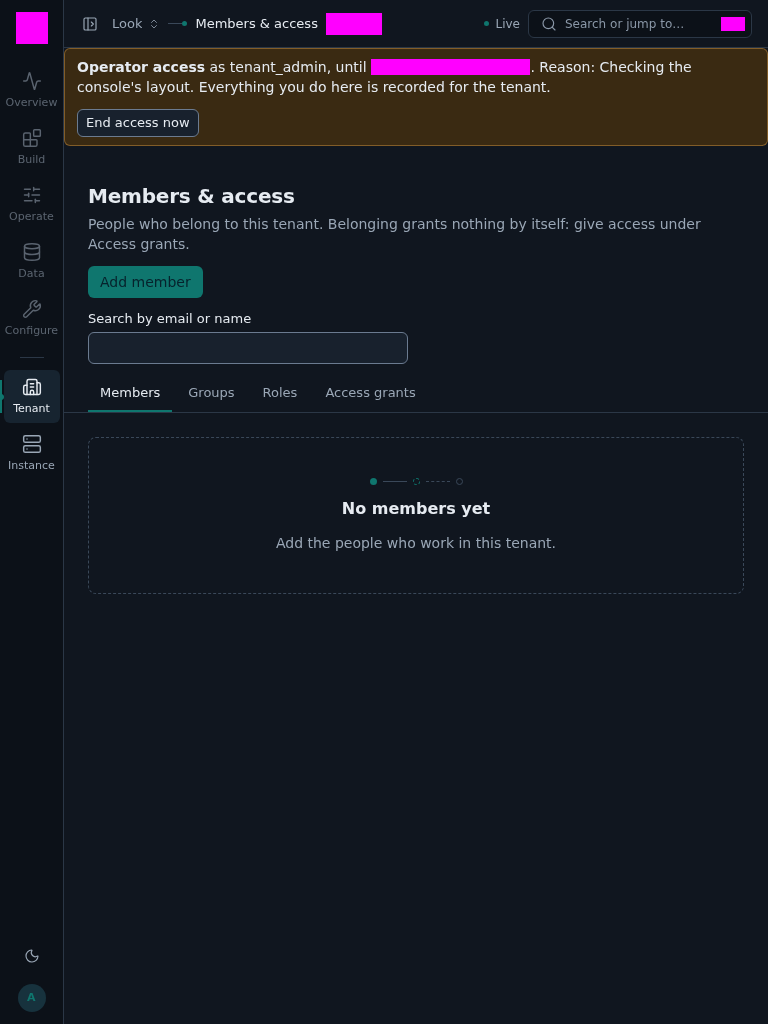 Look
Members & access
Live
Search or jump to…
Operator access as tenant_admin, until . Reason: Checking the
console's layout. Everything you do here is recorded for the tenant.
End access now
Overview
Build
Operate
Data
Configure
Tenant
Instance
A
Members & access
People who belong to this tenant. Belonging grants nothing by itself: give access under
Access grants.
Add member
Search by email or name
Members
Groups
Roles
Access grants
No members yet
Add the people who work in this tenant.